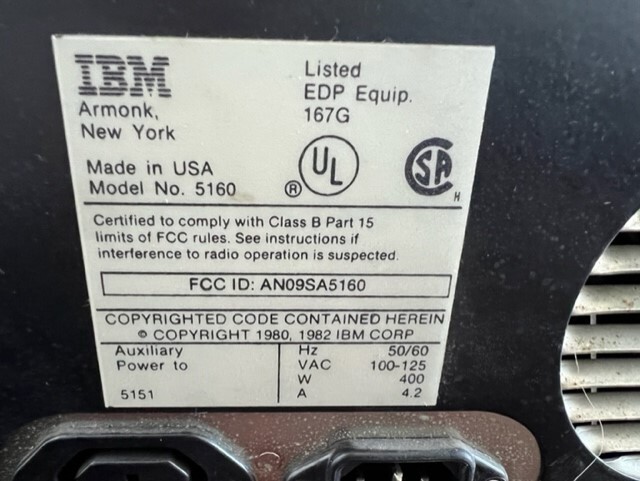 IBM
Armonk,
New York
Made in USA
Model No. 5160
Listed
EDP Equip.
167G
UL ®
SA
H
Certified to comply with Class B Part 15
limits of FCC rules. See instructions if
interference to radio operation is suspected.
FCC ID: AN09SA5160
COPYRIGHTED CODE CONTAINED HEREIN
© COPYRIGHT 1980, 1982 IBM CORP
Auxiliary
Power to
5151
Hz 50/60
VAC 100-125
W 400
A 4.2